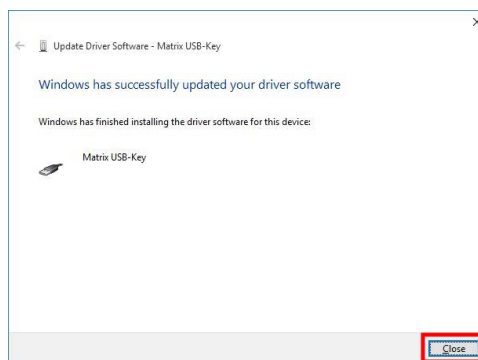 Update Driver Software - Matrix USB-Key
Windows has successfully updated your driver software
Windows has finished installing the driver software for this device:
Matrix USB-Key
Close